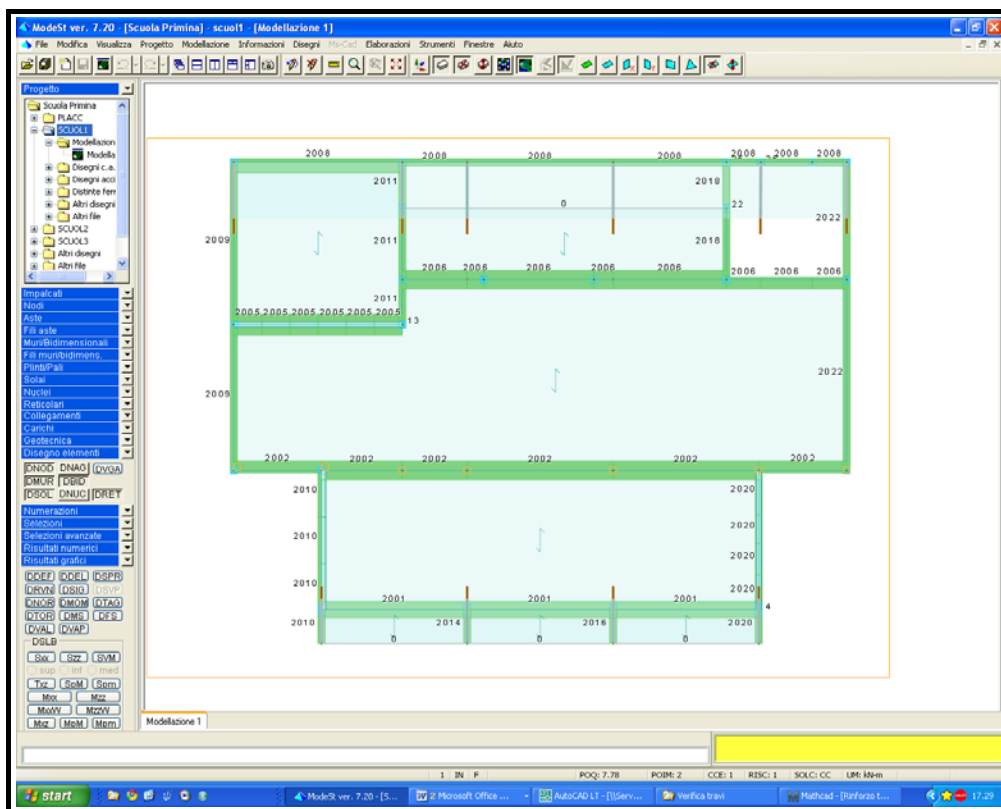 ModeSt ver. 7.20 - [Scuola Primina] - scuol1 - [Modellazione 1]
File Modifica Visualizza Progetto Modellazione Informazioni Disegni Ms-Cad Elaborazioni Strumenti Finestre Aiuto
Progetto
Scuola Primina
PLACC
SCUOL1
Modellazion
Modella
Disegni c.a.
Disegni acci
Distinte ferr
Altri disegni
Altri file
SCUOL2
SCUOL3
Altri disegni
Altri file
Impalcati
Nodi
Aste
Fili aste
Muri/Bidimensionali
Fili muri/bidimens.
Plinti/Pali
Solai
Nuclei
Reticolari
Collegamenti
Carichi
Geotecnica
Disegno elementi
DNOD DNAG DVGA
DMUR DBID
DSOL DNUC DRET
Numerazioni
Selezioni
Selezioni avanzate
Risultati numerici
Risultati grafici
DDEF DDEL DSPR
DRVN DSIG DSVP
DNOR DMOM DTAG
DTOR DMS DFS
DVAL DVAP
DSLB
Sxx Szz SVM
sup inf med
Txz SpM Spm
Mxx Mzz
MxxW MzzW
Mxz MpM Mpm
2008 2008 2008 2008 2008 2008 2008
2011 2018
0 22
2022
2009 2011 2018
2006 2006 2006 2006 2006 2006 2006
2011
2005 2005 2005 2005 2005 2005
13
2022
2009
2002 2002 2002 2002 2002 2002
2010 2020
2010 2020
2020
2010 2020
2001 2001 2001
4
2010 2014 2016 2020
0 0 0
Modellazione 1
1 IN F POQ: 7.78 POIM: 2 CCE: 1 RISC: 1 SOLC: CC UM: kN-m
start ModeSt ver. 7.20 - [S... 2 Microsoft Office ... AutoCAD LT - [\\Serv... Verifica travi Mathcad - [Rinforzo t... 17.29